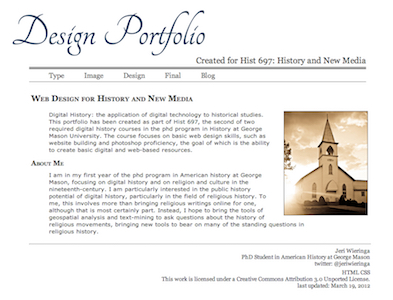 Design Portfolio
Created for Hist 697: History and New Media
Type Image Design Final Blog
Web Design for History and New Media
Digital History: the application of digital technology to historical studies.
This portfolio has been created as part of Hist 697, the second of two
required digital history courses in the phd program in History at George
Mason University. The course focuses on basic web design skills, such as
website building and photoshop proficiency, the goal of which is the ability
to create basic digital and web-based resources.
About Me
I am in my first year of the phd program in American history at George
Mason, focusing on digital history and on religion and culture in the
nineteenth-century. I am particularly interested in the public history
potential of digital history, particularly in the field of religious history. To
me, this involves more than bringing religious writings online for one,
although that is most certainly part. Instead, I hope to bring the tools of
geospatial analysis and text-mining to ask questions about the history of
religious movements, bringing new tools to bear on many of the standing questions in
religious history.
Jeri Wieringa
PhD Student in American History at George Mason
twitter: @jeriwieringa
HTML CSS
This work is licensed under a Creative Commons Attribution 3.0 Unported License.
last updated: March 19, 2012